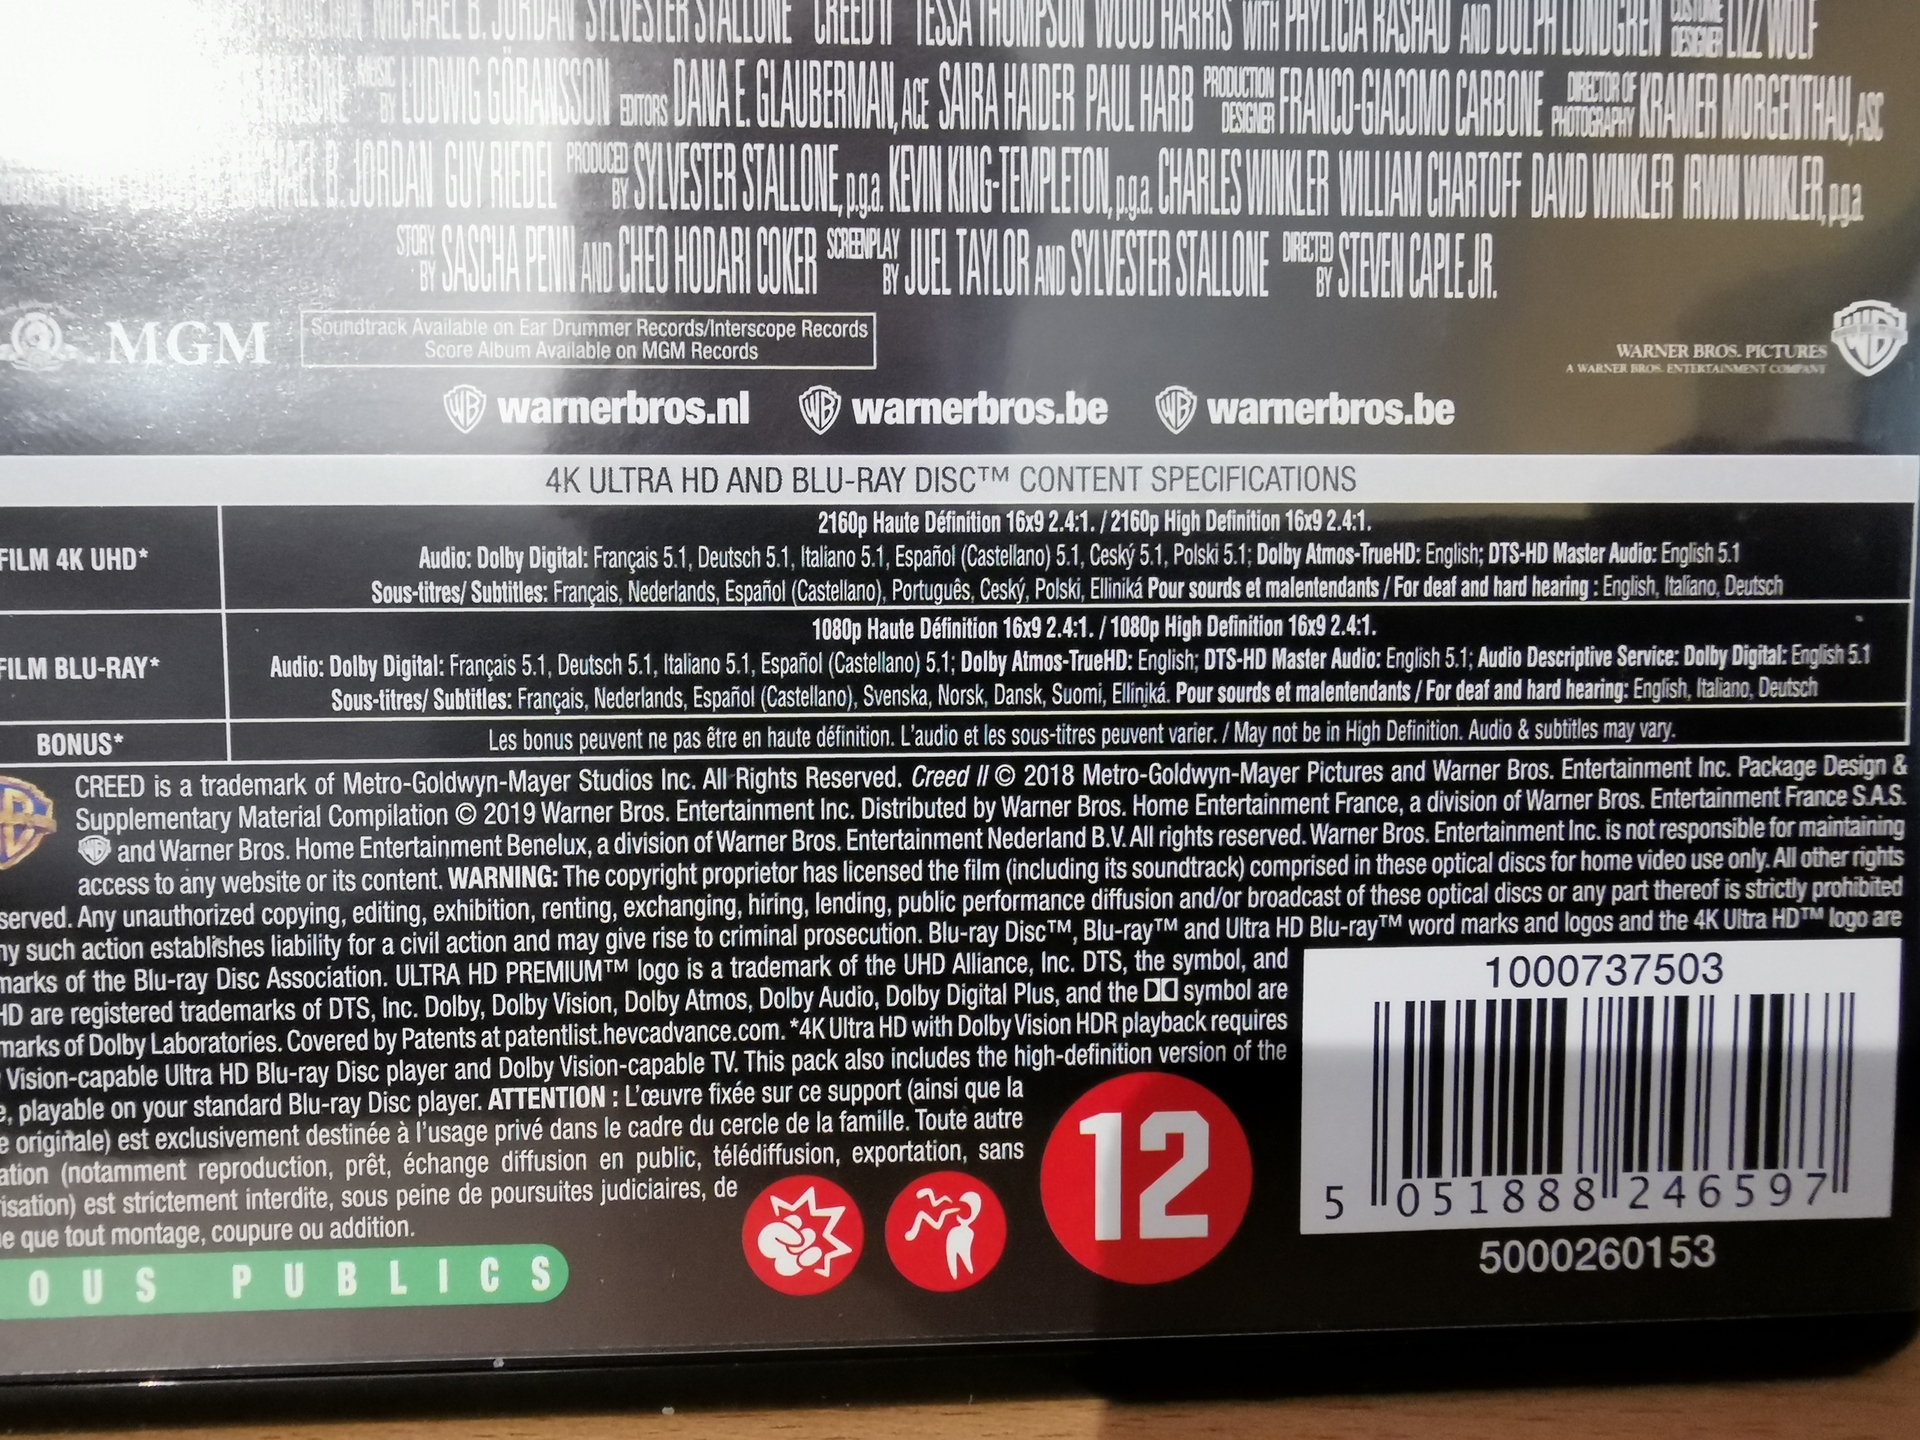 MICHAEL B. JORDAN SYLVESTER STALLONE CREED II TESSA THOMPSON WOOD HARRIS WITH PHYLICIA RASHAD AND DOLPH LUNDGREN COSTUME DESIGNER LIZZ WOLF
MUSIC BY LUDWIG GÖRANSSON EDITORS DANA E. GLAUBERMAN, ACE SAIRA HAIDER PAUL HARB PRODUCTION DESIGNER FRANCO-GIACOMO CARBONE DIRECTOR OF PHOTOGRAPHY KRAMER MORGENTHAU, ASC
B. JORDAN GUY RIEDEL PRODUCED BY SYLVESTER STALLONE, p.g.a. KEVIN KING-TEMPLETON, p.g.a. CHARLES WINKLER WILLIAM CHARTOFF DAVID WINKLER IRWIN WINKLER, p.g.a.
STORY BY SASCHA PENN AND CHEO HODARI COKER SCREENPLAY BY JUEL TAYLOR AND SYLVESTER STALLONE DIRECTED BY STEVEN CAPLE JR.
MGM
Soundtrack Available on Ear Drummer Records/Interscope Records
Score Album Available on MGM Records
WARNER BROS. PICTURES
A WARNER BROS. ENTERTAINMENT COMPANY
warnerbros.nl warnerbros.be warnerbros.be
4K ULTRA HD AND BLU-RAY DISC™ CONTENT SPECIFICATIONS
FILM 4K UHD*
2160p Haute Définition 16x9 2.4:1. / 2160p High Definition 16x9 2.4:1.
Audio: Dolby Digital: Français 5.1, Deutsch 5.1, Italiano 5.1, Español (Castellano) 5.1, Ceský 5.1, Polski 5.1; Dolby Atmos-TrueHD: English; DTS-HD Master Audio: English 5.1
Sous-titres/ Subtitles: Français, Nederlands, Español (Castellano), Português, Ceský, Polski, Elliniká Pour sourds et malentendants / For deaf and hard hearing : English, Italiano, Deutsch
FILM BLU-RAY*
1080p Haute Définition 16x9 2.4:1. / 1080p High Definition 16x9 2.4:1.
Audio: Dolby Digital: Français 5.1, Deutsch 5.1, Italiano 5.1, Español (Castellano) 5.1; Dolby Atmos-TrueHD: English; DTS-HD Master Audio: English 5.1; Audio Descriptive Service: Dolby Digital: English 5.1
Sous-titres/ Subtitles: Français, Nederlands, Español (Castellano), Svenska, Norsk, Dansk, Suomi, Elliniká. Pour sourds et malentendants / For deaf and hard hearing: English, Italiano, Deutsch
BONUS*
Les bonus peuvent ne pas être en haute définition. L'audio et les sous-titres peuvent varier. / May not be in High Definition. Audio & subtitles may vary.
CREED is a trademark of Metro-Goldwyn-Mayer Studios Inc. All Rights Reserved. Creed II © 2018 Metro-Goldwyn-Mayer Pictures and Warner Bros. Entertainment Inc. Package Design &
Supplementary Material Compilation © 2019 Warner Bros. Entertainment Inc. Distributed by Warner Bros. Home Entertainment France, a division of Warner Bros. Entertainment France S.A.S.
and Warner Bros. Home Entertainment Benelux, a division of Warner Bros. Entertainment Nederland B.V. All rights reserved. Warner Bros. Entertainment Inc. is not responsible for maintaining
access to any website or its content. WARNING: The copyright proprietor has licensed the film (including its soundtrack) comprised in these optical discs for home video use only. All other rights
served. Any unauthorized copying, editing, exhibition, renting, exchanging, hiring, lending, public performance diffusion and/or broadcast of these optical discs or any part thereof is strictly prohibited
ny such action establishes liability for a civil action and may give rise to criminal prosecution. Blu-ray Disc™, Blu-ray™ and Ultra HD Blu-ray™ word marks and logos and the 4K Ultra HD™ logo are
marks of the Blu-ray Disc Association. ULTRA HD PREMIUM™ logo is a trademark of the UHD Alliance, Inc. DTS, the symbol, and
HD are registered trademarks of DTS, Inc. Dolby, Dolby Vision, Dolby Atmos, Dolby Audio, Dolby Digital Plus, and the symbol are
marks of Dolby Laboratories. Covered by Patents at patentlist.hevcadvance.com. *4K Ultra HD with Dolby Vision HDR playback requires
Vision-capable Ultra HD Blu-ray Disc player and Dolby Vision-capable TV. This pack also includes the high-definition version of the
e, playable on your standard Blu-ray Disc player. ATTENTION : L'œuvre fixée sur ce support (ainsi que la
e originale) est exclusivement destinée à l'usage privé dans le cadre du cercle de la famille. Toute autre
ation (notamment reproduction, prêt, échange diffusion en public, télédiffusion, exportation, sans
risation) est strictement interdite, sous peine de poursuites judiciaires, de
e que tout montage, coupure ou addition.
OUS PUBLICS
12
1000737503
5 051888 246597
5000260153